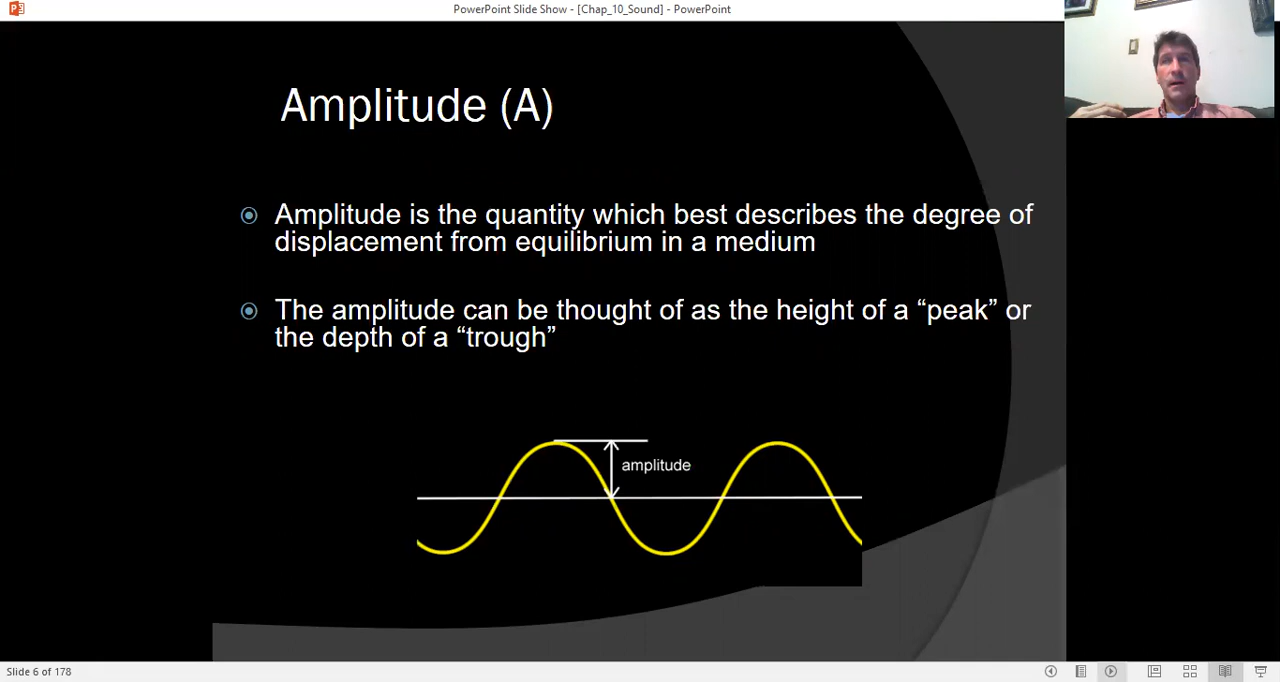 PowerPoint Slide Show - [Chap_10_Sound] - PowerPoint
Amplitude (A)
Amplitude is the quantity which best describes the degree of
displacement from equilibrium in a medium
The amplitude can be thought of as the height of a “peak” or
the depth of a “trough”
amplitude
Slide 6 of 178